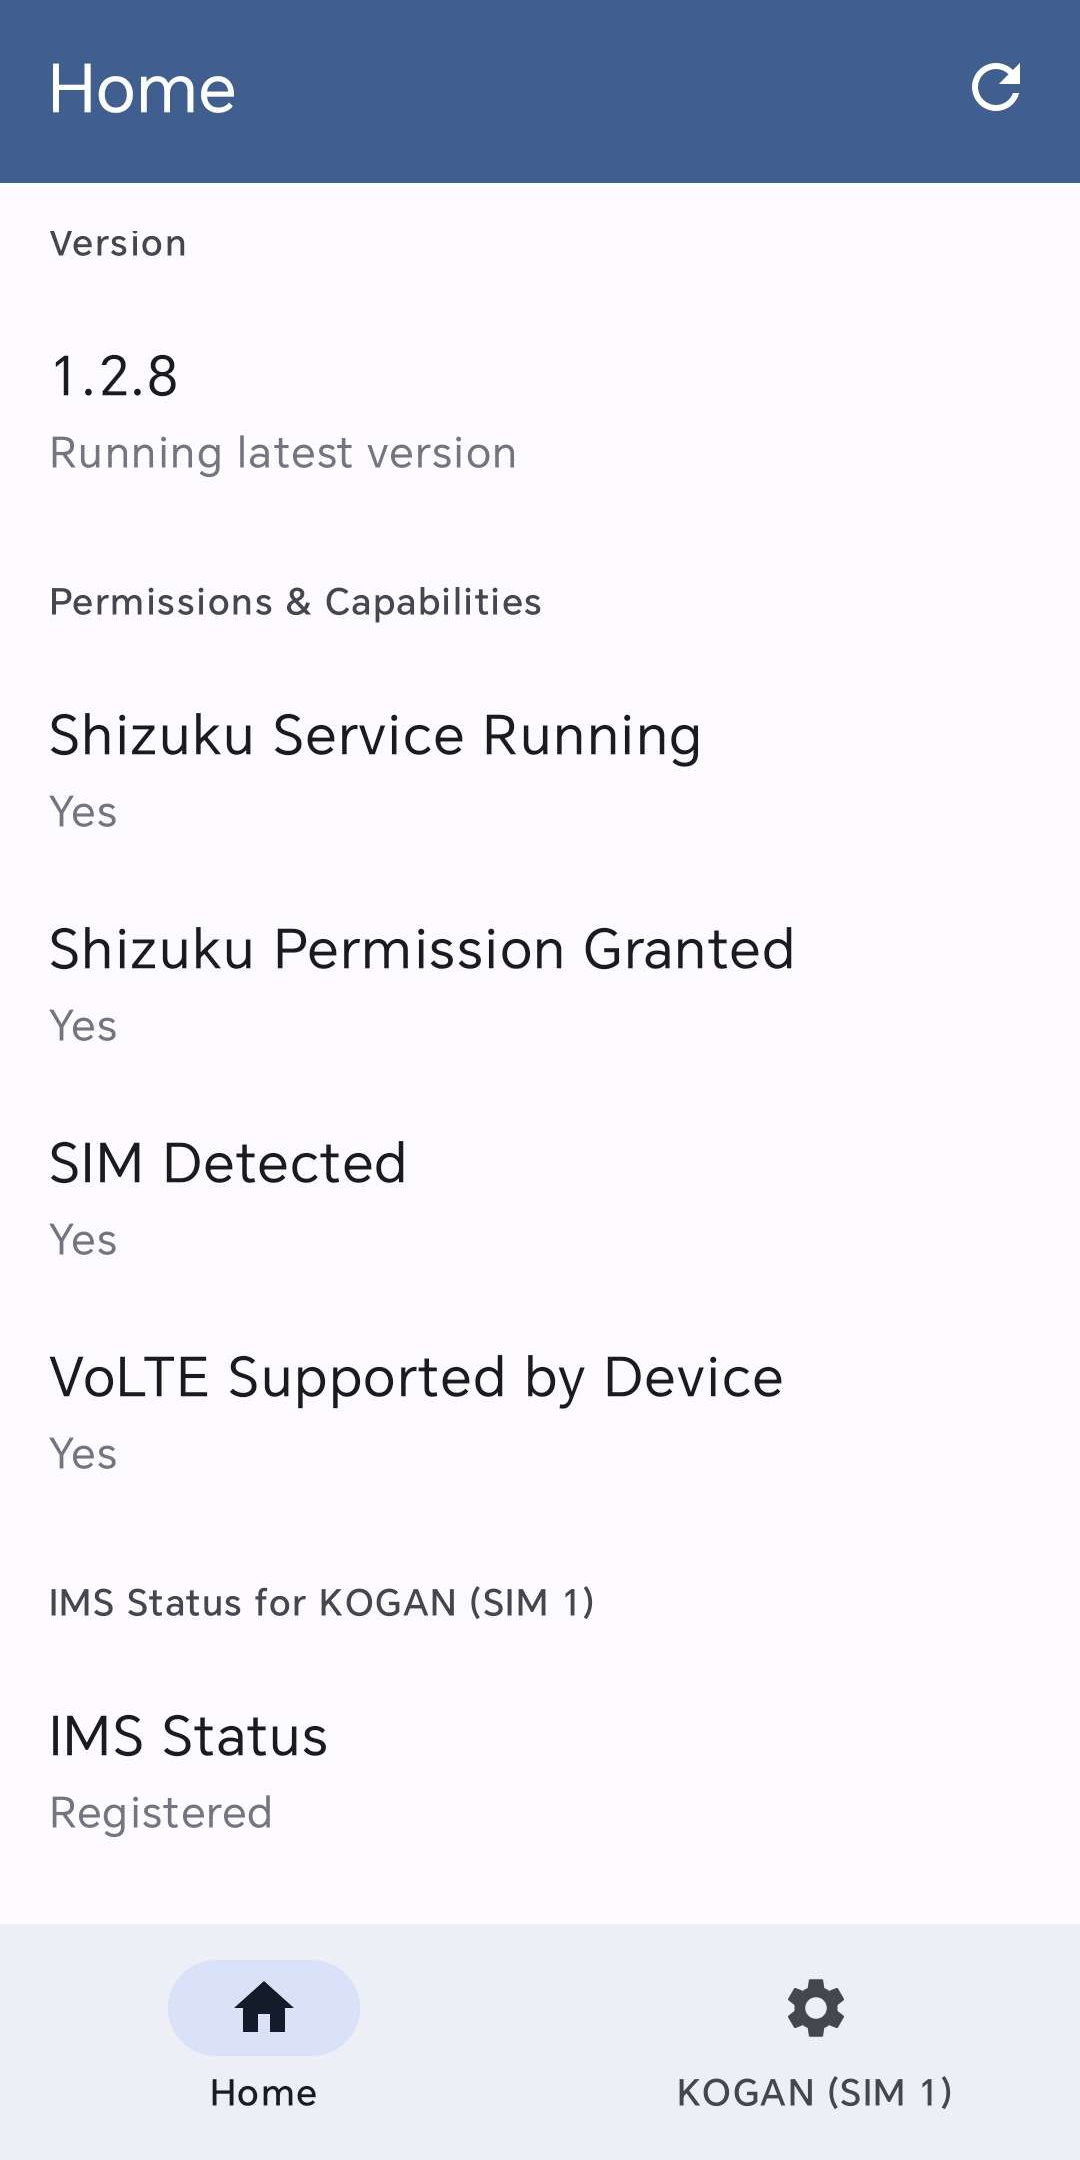 Home
Version
1.2.8
Running latest version
Permissions & Capabilities
Shizuku Service Running
Yes
Shizuku Permission Granted
Yes
SIM Detected
Yes
VoLTE Supported by Device
Yes
IMS Status for KOGAN (SIM 1)
IMS Status
Registered
Home
KOGAN (SIM 1)